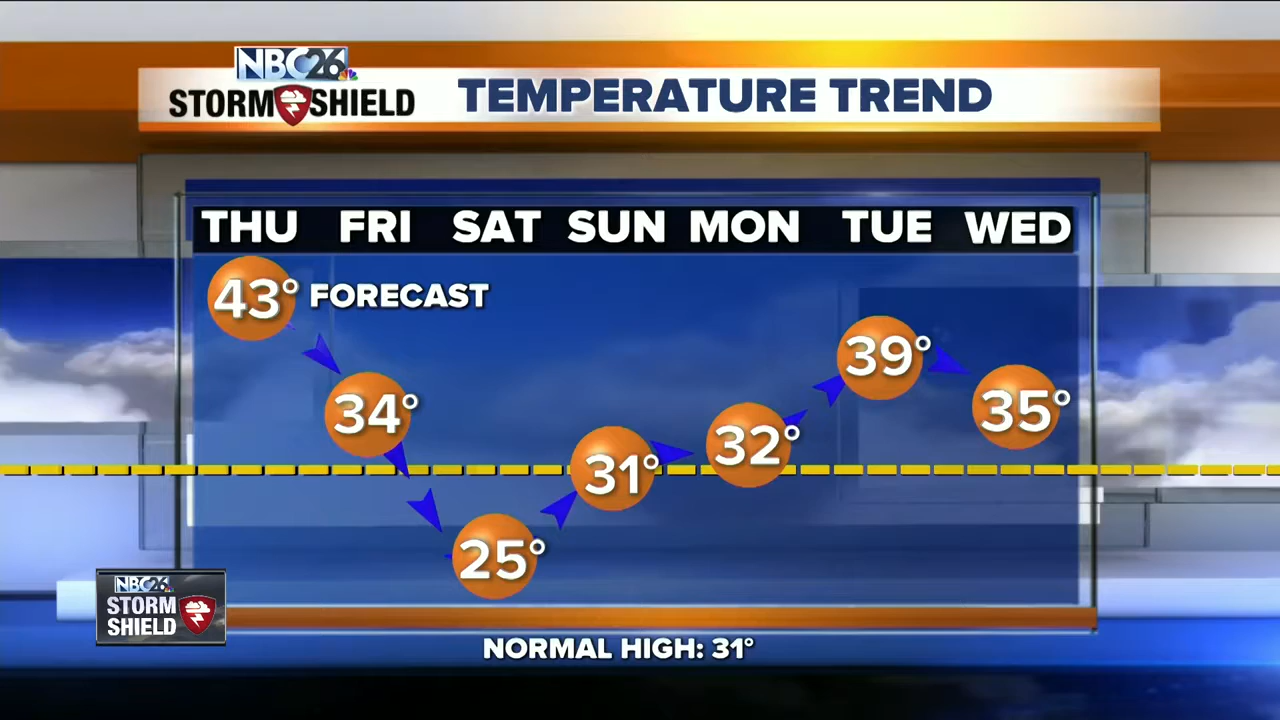 NBC26
STORM SHIELD
TEMPERATURE TREND
THU FRI SAT SUN MON TUE WED
43° FORECAST
34°
25°
31°
32°
39°
35°
NBC26
STORM
SHIELD
NORMAL HIGH: 31°